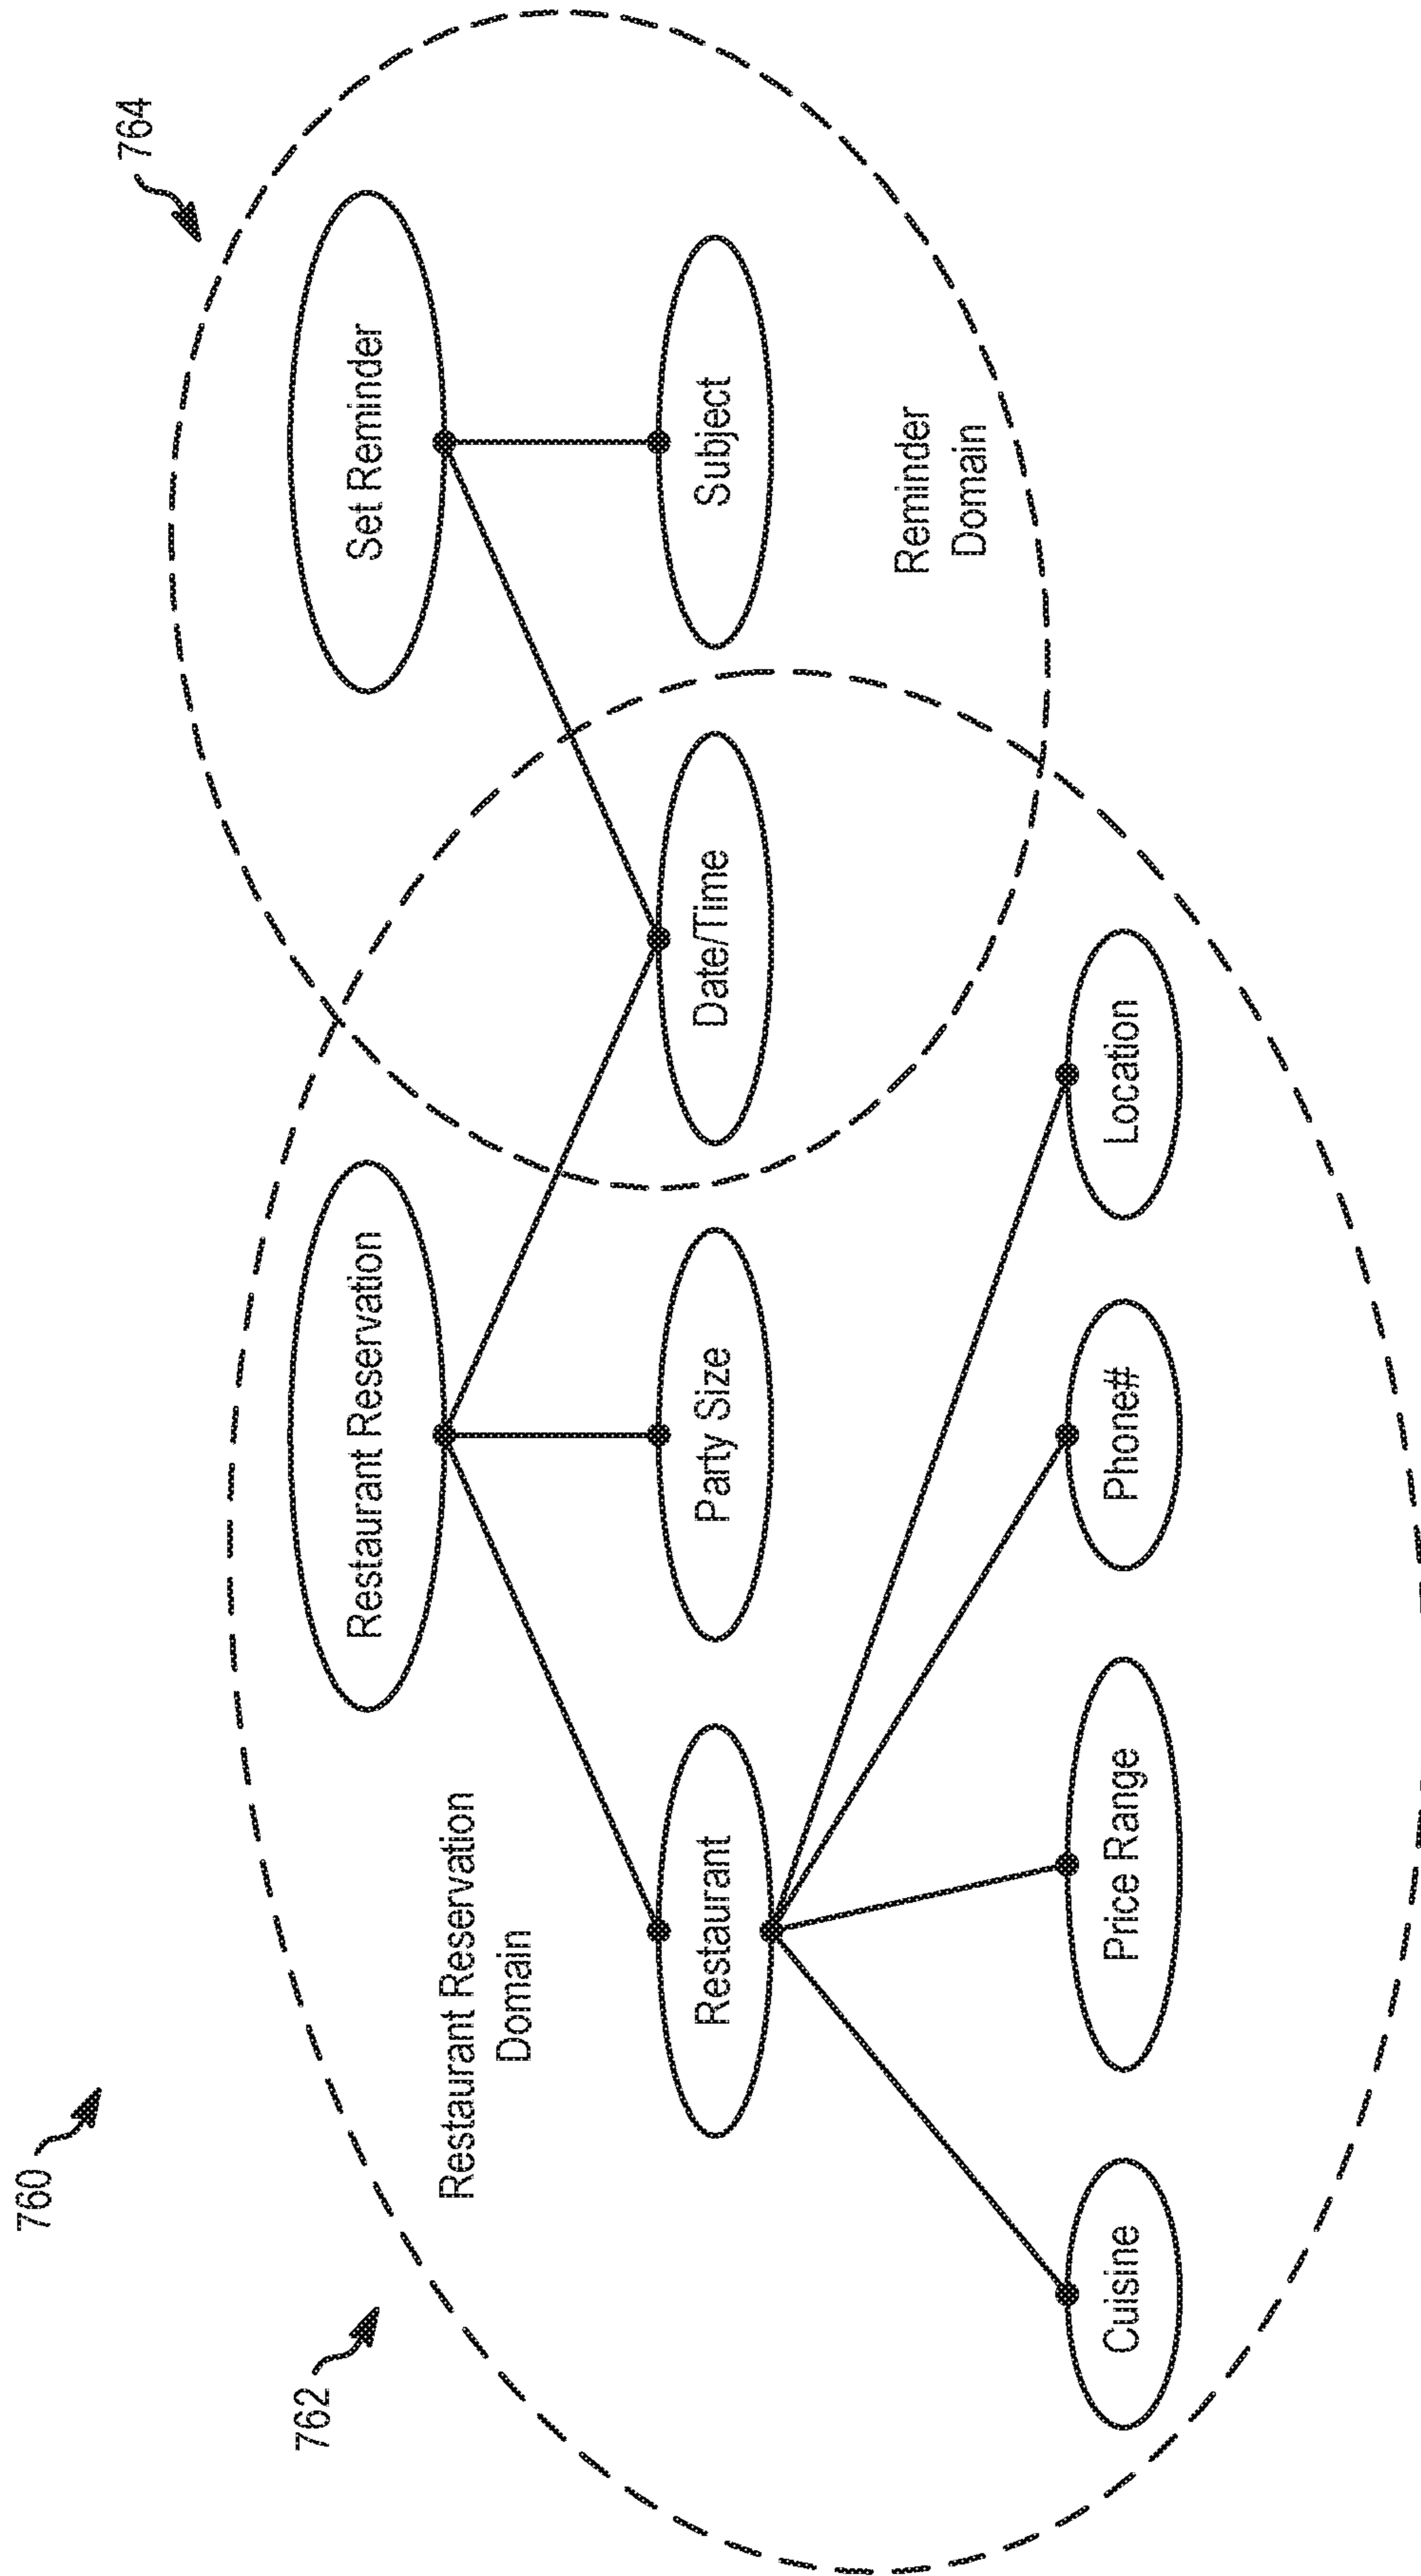 760
762
764
Restaurant Reservation
Set Reminder
Restaurant Reservation
Domain
Restaurant
Party Size
Date/Time
Subject
Reminder
Domain
Cuisine
Price Range
Phone#
Location